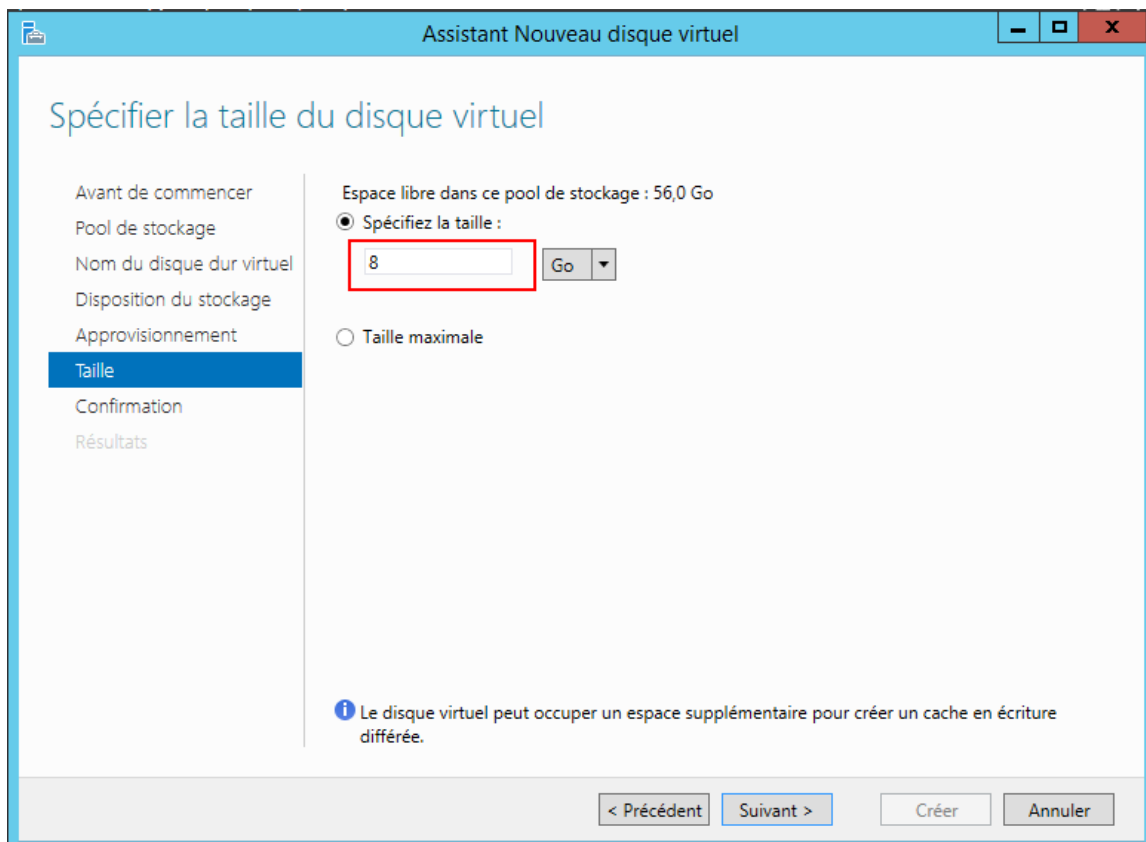 Assistant Nouveau disque virtuel
Spécifier la taille du disque virtuel
Avant de commencer
Pool de stockage
Nom du disque dur virtuel
Disposition du stockage
Approvisionnement
Taille
Confirmation
Résultats
Espace libre dans ce pool de stockage : 56,0 Go
Spécifiez la taille :
8
Go
Taille maximale
Le disque virtuel peut occuper un espace supplémentaire pour créer un cache en écriture
différée.
< Précédent
Suivant >
Créer
Annuler